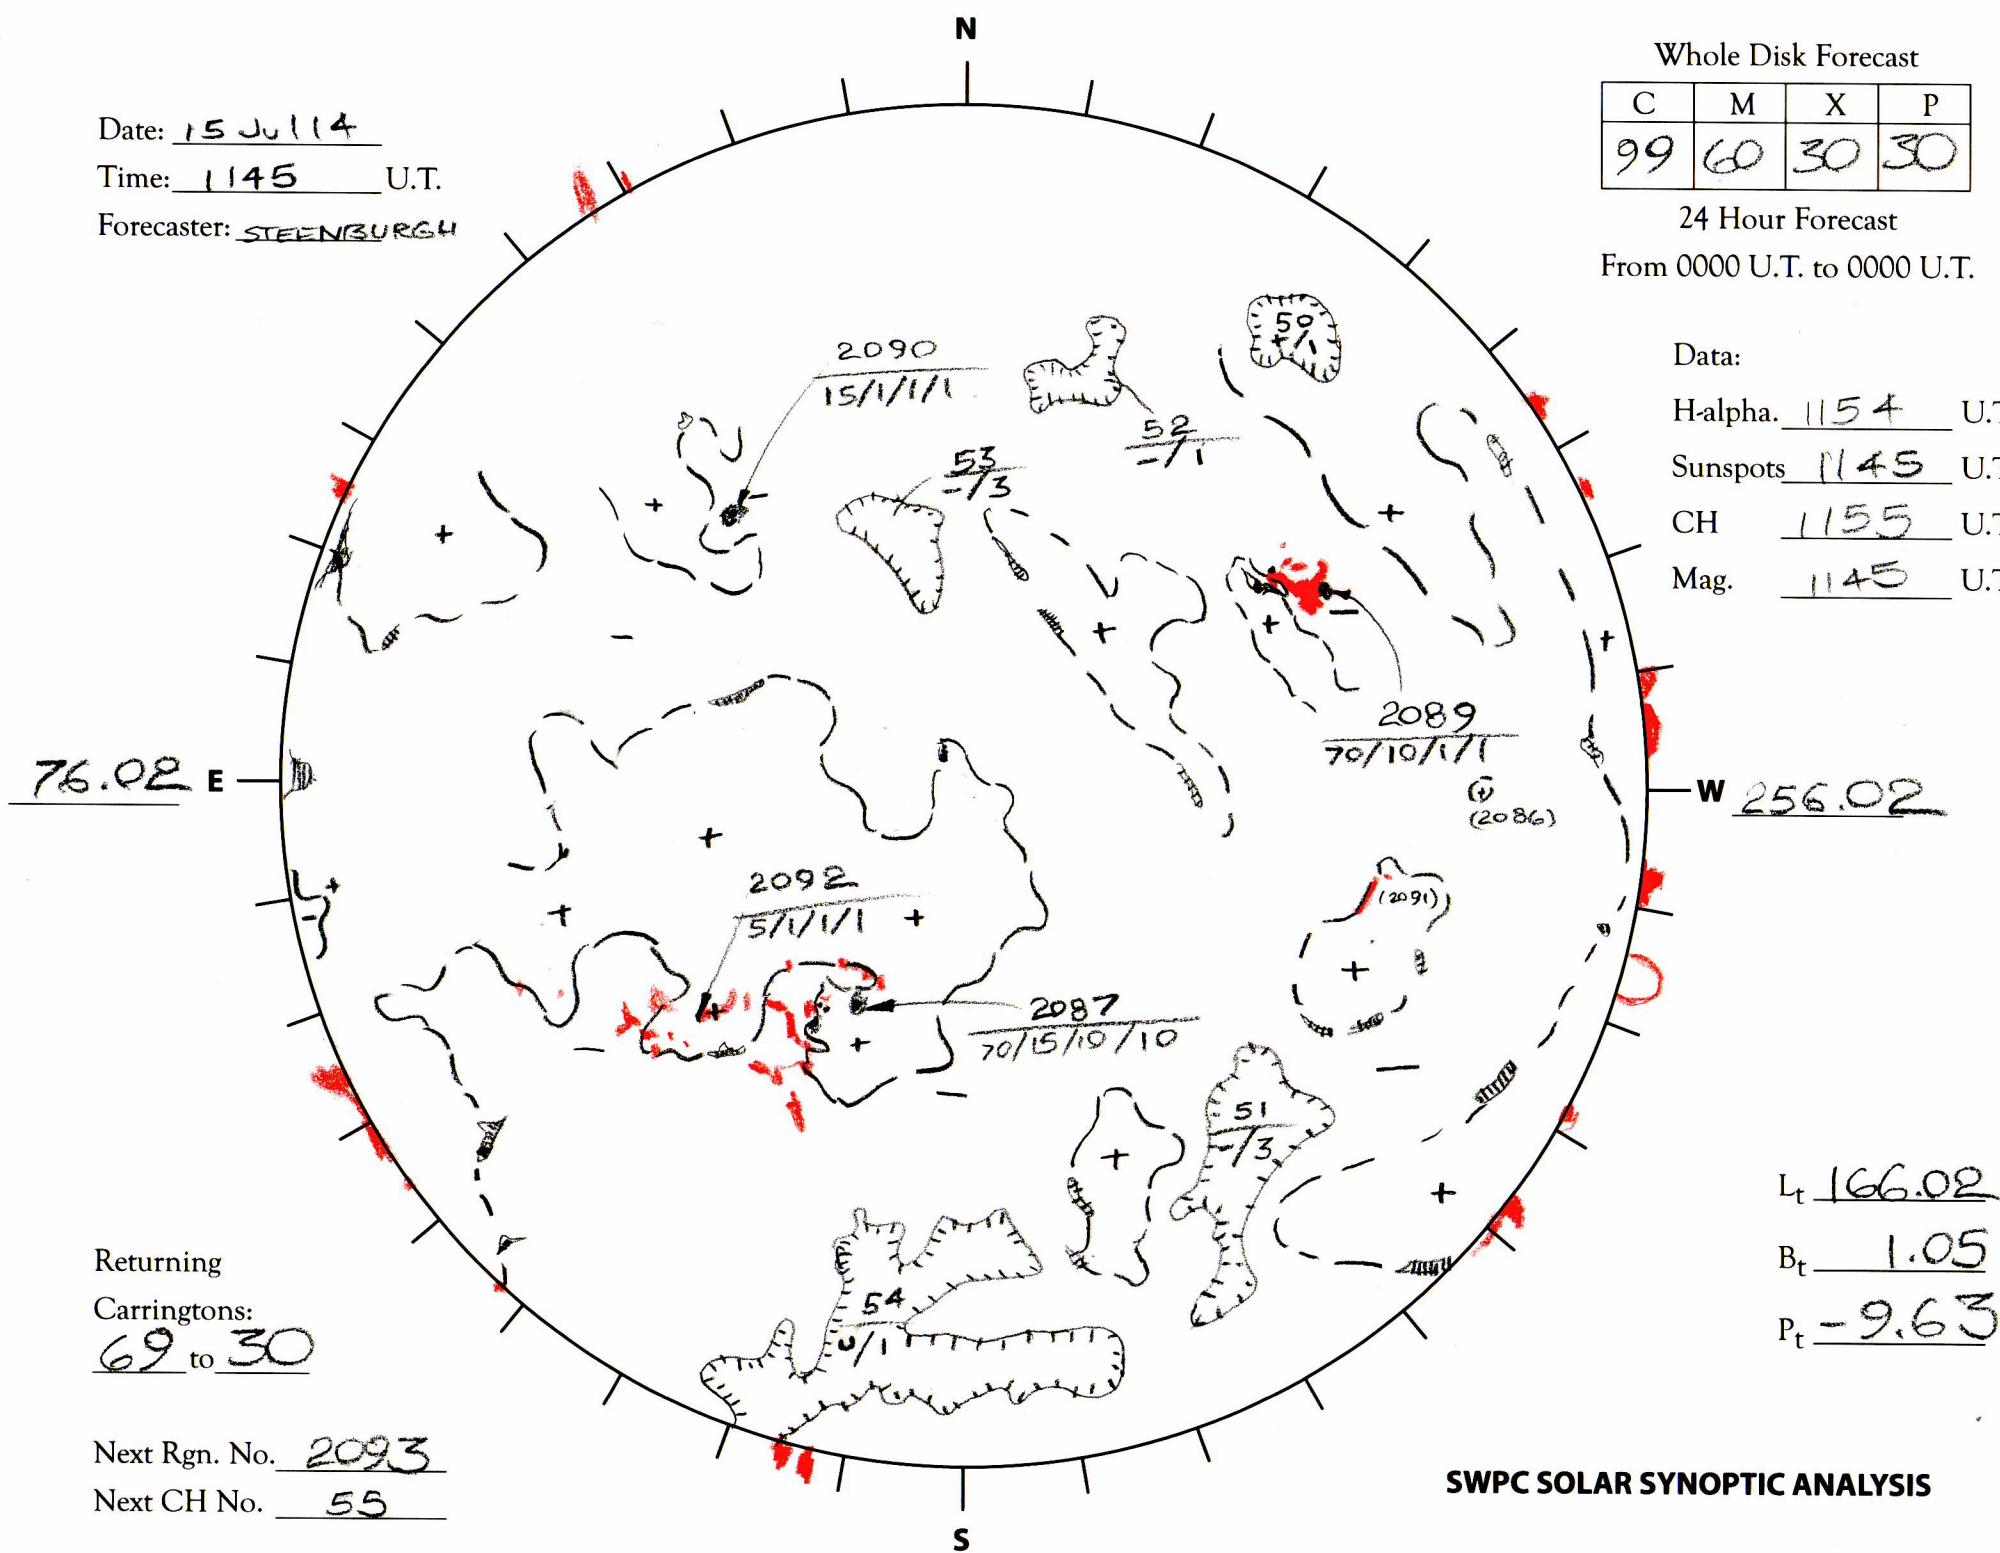 N
Whole Disk Forecast
C M X P
99 60 30 30
24 Hour Forecast
From 0000 U.T. to 0000 U.T.
Date: 15 Jul 14
Time: 1145 U.T.
Forecaster: STEENBURGH
Data:
H-alpha. 1154 U.T
Sunspots 1145 U.T
CH 1155 U.T
Mag. 1145 U.T
2090
15/1/1/1
50
+/1
52
-/1
53
-/3
2089
70/10/1/1
(2086)
76.02 E
W 256.02
2092
5/1/1/1
(2091)
2087
70/15/10/10
51
-/3
54
U/1
Lt 166.02
Bt 1.05
Pt -9.63
Returning
Carringtons:
69 to 30
Next Rgn. No. 2093
Next CH No. 55
SWPC SOLAR SYNOPTIC ANALYSIS
S